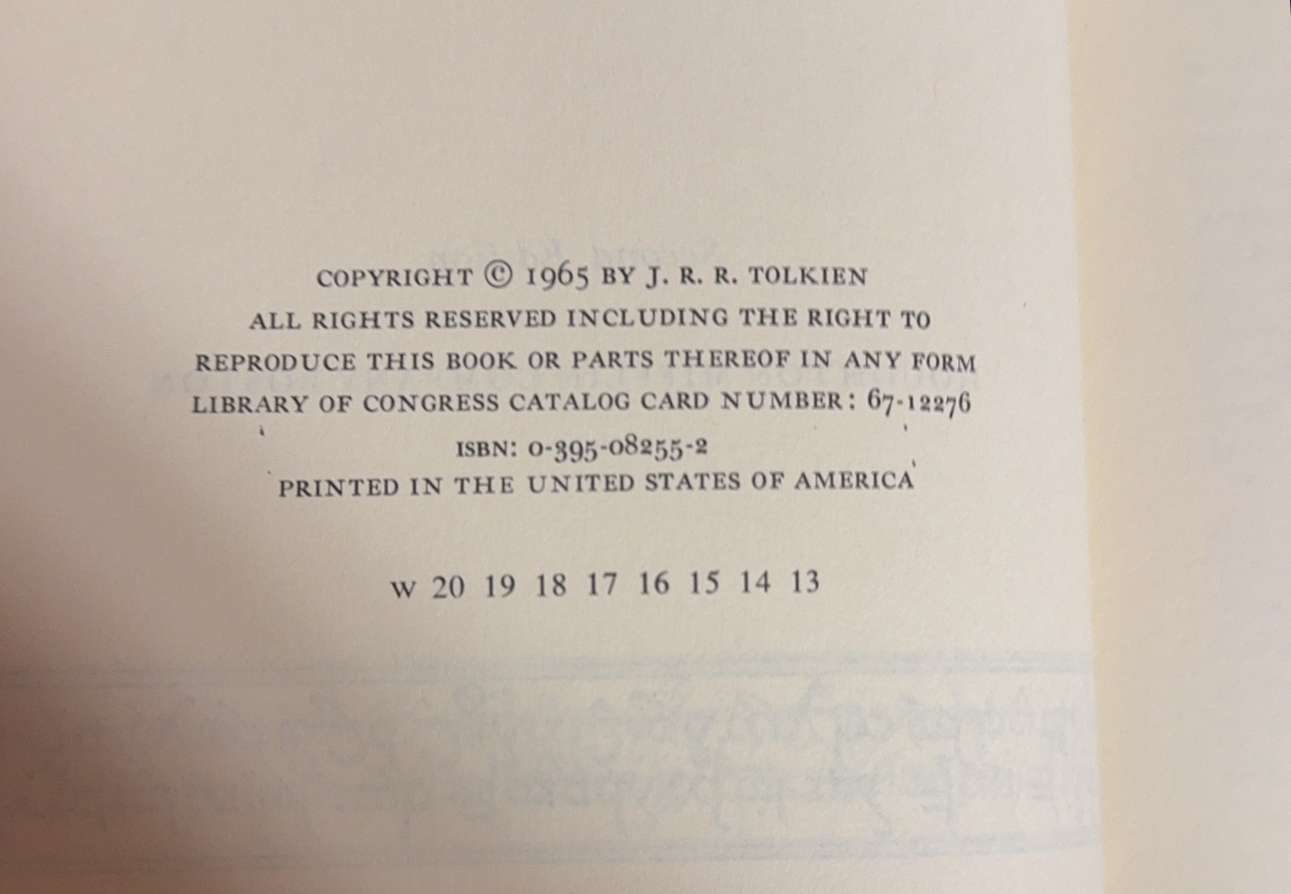 COPYRIGHT © 1965 BY J. R. R. TOLKIEN
ALL RIGHTS RESERVED INCLUDING THE RIGHT TO
REPRODUCE THIS BOOK OR PARTS THEREOF IN ANY FORM
LIBRARY OF CONGRESS CATALOG CARD NUMBER: 67-12276
ISBN: 0-395-08255-2
PRINTED IN THE UNITED STATES OF AMERICA
W 20 19 18 17 16 15 14 13